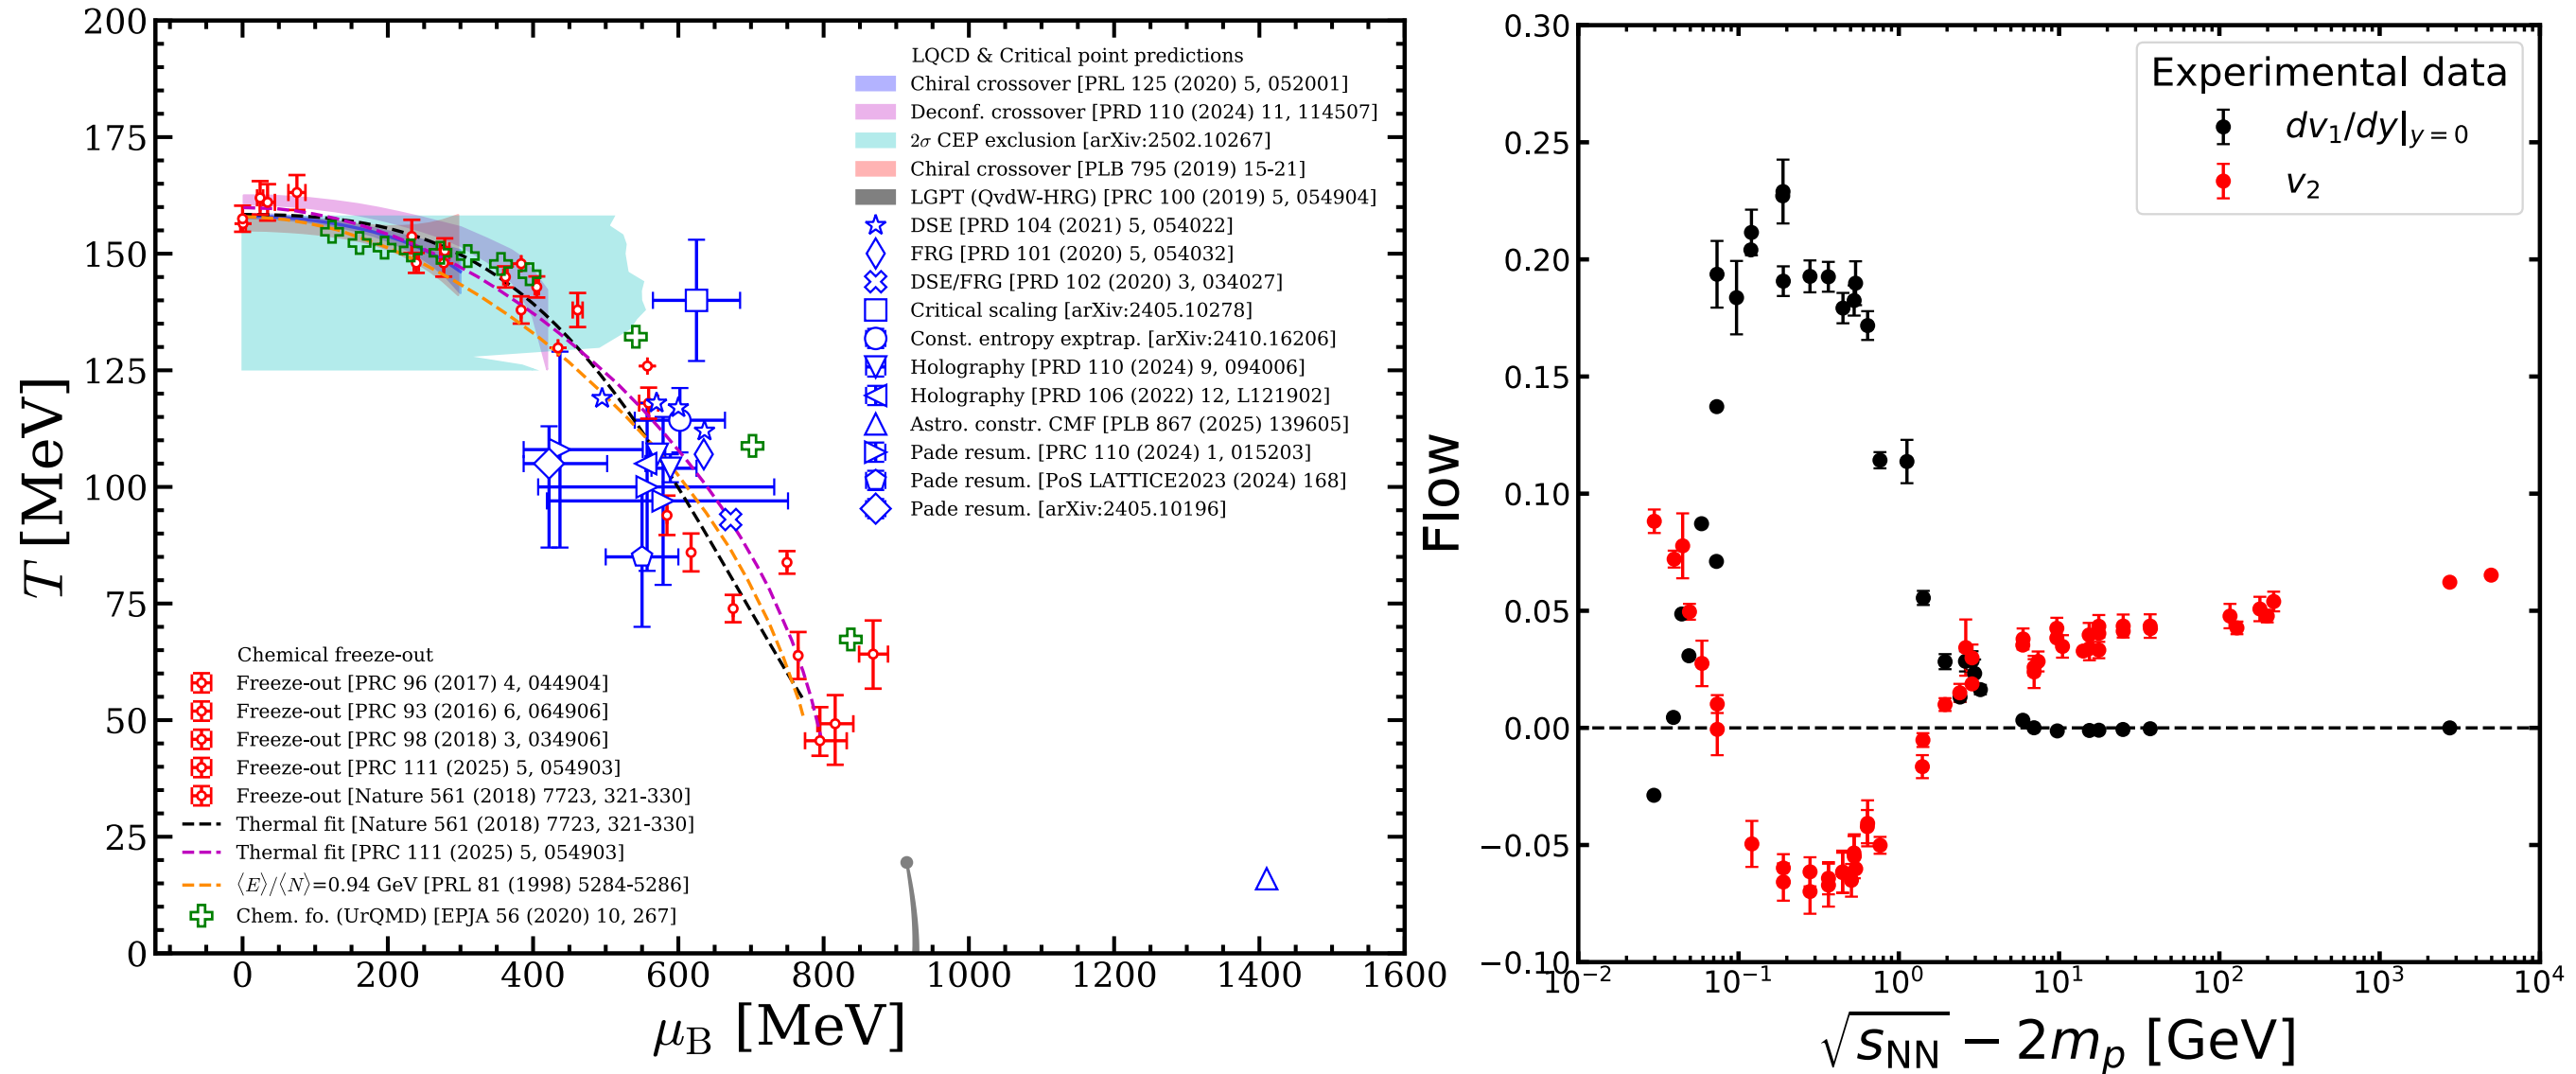 200
175
150
125
100
75
50
25
0
T [MeV]
0 200 400 600 800 1000 1200 1400 1600
μB [MeV]
LQCD & Critical point predictions
Chiral crossover [PRL 125 (2020) 5, 052001]
Deconf. crossover [PRD 110 (2024) 11, 114507]
2σ CEP exclusion [arXiv:2502.10267]
Chiral crossover [PLB 795 (2019) 15-21]
LGPT (QvdW-HRG) [PRC 100 (2019) 5, 054904]
DSE [PRD 104 (2021) 5, 054022]
FRG [PRD 101 (2020) 5, 054032]
DSE/FRG [PRD 102 (2020) 3, 034027]
Critical scaling [arXiv:2405.10278]
Const. entropy exptrap. [arXiv:2410.16206]
Holography [PRD 110 (2024) 9, 094006]
Holography [PRD 106 (2022) 12, L121902]
Astro. constr. CMF [PLB 867 (2025) 139605]
Pade resum. [PRC 110 (2024) 1, 015203]
Pade resum. [PoS LATTICE2023 (2024) 168]
Pade resum. [arXiv:2405.10196]
Chemical freeze-out
Freeze-out [PRC 96 (2017) 4, 044904]
Freeze-out [PRC 93 (2016) 6, 064906]
Freeze-out [PRC 98 (2018) 3, 034906]
Freeze-out [PRC 111 (2025) 5, 054903]
Freeze-out [Nature 561 (2018) 7723, 321-330]
Thermal fit [Nature 561 (2018) 7723, 321-330]
Thermal fit [PRC 111 (2025) 5, 054903]
⟨E⟩/⟨N⟩=0.94 GeV [PRL 81 (1998) 5284-5286]
Chem. fo. (UrQMD) [EPJA 56 (2020) 10, 267]
0.30
0.25
0.20
0.15
0.10
0.05
0.00
−0.05
−0.10
Flow
10⁻² 10⁻¹ 10⁰ 10¹ 10² 10³ 10⁴
√sNN − 2mp [GeV]
Experimental data
dv₁/dy|y=0
v₂